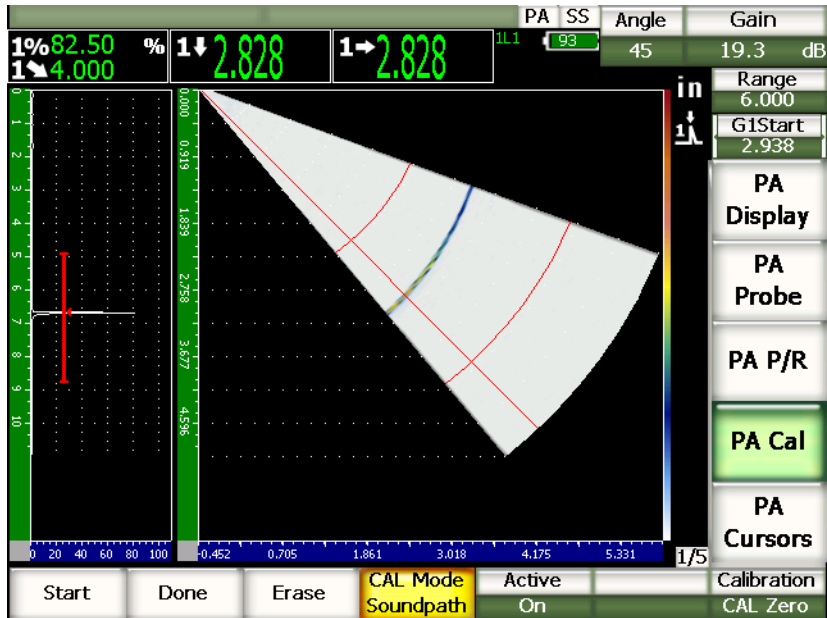 PA SS Angle Gain
1%82.50 % 1 2.828 1 2.828 1L1 93 45 19.3 dB
1 4.000
in Range
6.000
G1Start
1 2.938
PA
Display
PA
Probe
PA P/R
PA Cal
PA
Cursors
0 1 2 3 4 5 6 7 8 9 10
0.000 0.919 1.839 2.758 3.677 4.596
0 20 40 60 80 100 -0.452 0.705 1.861 3.018 4.175 5.331 1/5
Start Done Erase CAL Mode Active Calibration
Soundpath On CAL Zero